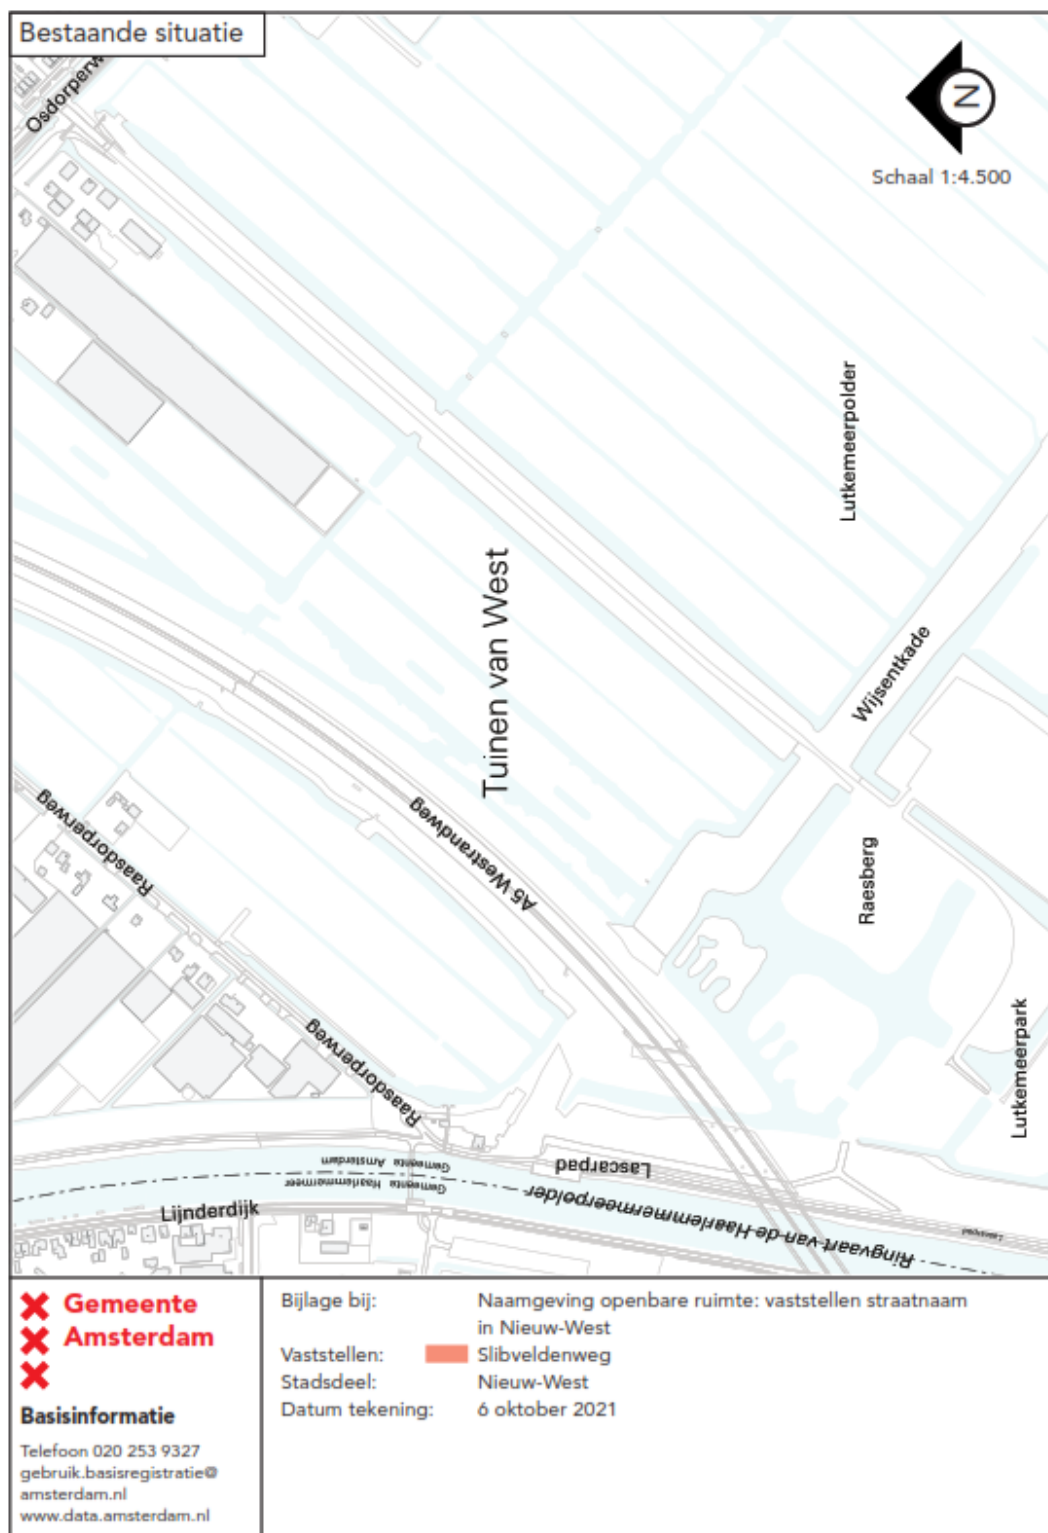 Bestaande situatie
Osdorperw
N
Schaal 1:4.500
Lutkemeerpolder
Tuinen van West
Wijsentkade
Raasdorperweg
A5 Westrandweg
Raesberg
Raasdorperweg
Lutkemeerpark
Gemeente Amsterdam
Gemeente Haarlemmermeer
Lascarpad
Lijnderdijk
Ringvaart van de Haarlemmermeerpolder
Lascarpad
Gemeente
Amsterdam
Basisinformatie
Telefoon 020 253 9327
gebruik.basisregistratie@
amsterdam.nl
www.data.amsterdam.nl
Bijlage bij: Naamgeving openbare ruimte: vaststellen straatnaam
in Nieuw-West
Vaststellen: Slibveldenweg
Stadsdeel: Nieuw-West
Datum tekening: 6 oktober 2021